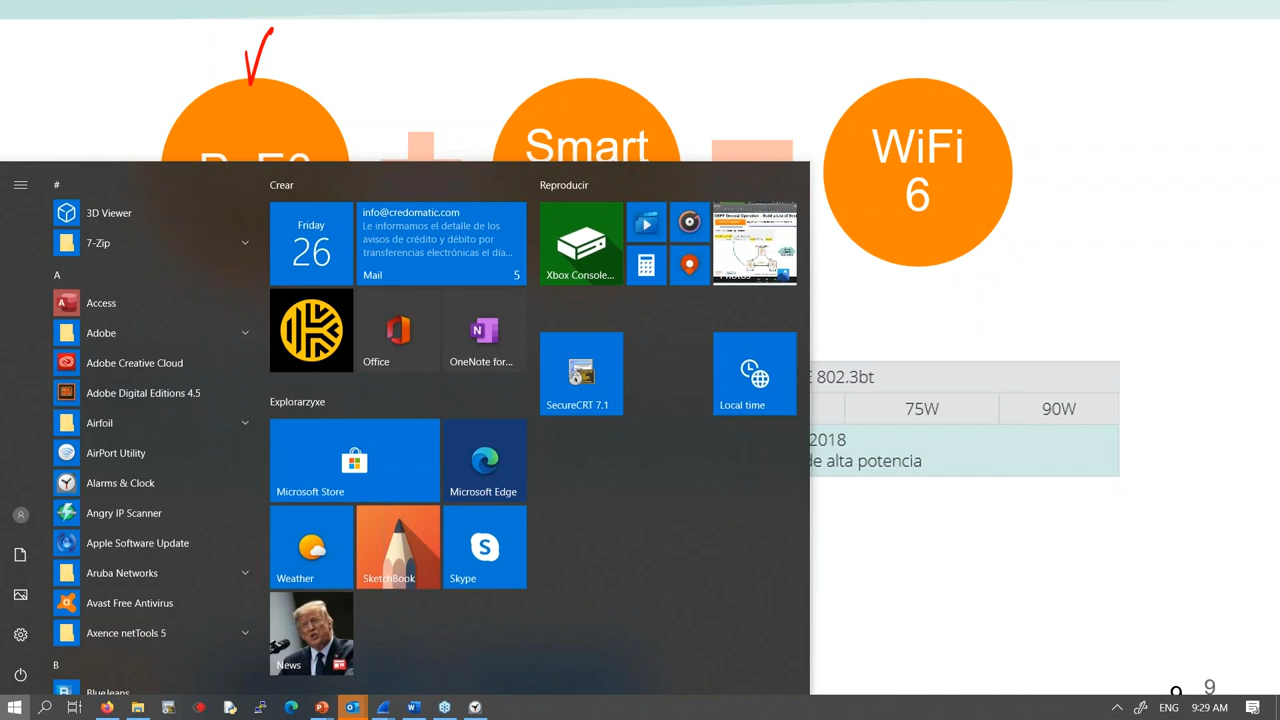 Smart
WiFi
6
#
3D Viewer
7-Zip
A
Access
Adobe
Adobe Creative Cloud
Adobe Digital Editions 4.5
Airfoil
AirPort Utility
Alarms & Clock
Angry IP Scanner
Apple Software Update
Aruba Networks
Avast Free Antivirus
Axence netTools 5
B
BlueJeans
Crear
Friday
26
info@credomatic.com
Le informamos el detalle de los
avisos de crédito y débito por
transferencias electrónicas el día...
Mail
5
Office
OneNote for...
Explorarzyxe
Microsoft Store
Microsoft Edge
Weather
SketchBook
Skype
News
Reproducir
Xbox Console...
Photos
SecureCRT 7.1
Local time
802.3bt
75W
90W
2018
de alta potencia
9
9
ENG
9:29 AM